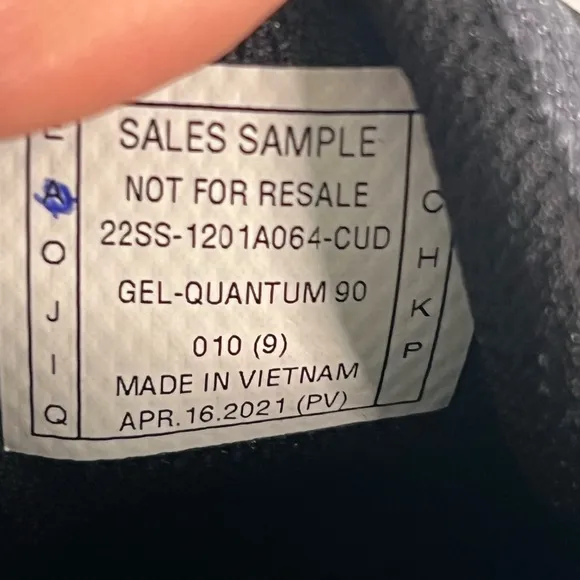 SALES SAMPLE
NOT FOR RESALE
22SS-1201A064-CUD
GEL-QUANTUM 90
010 (9)
MADE IN VIETNAM
APR.16.2021 (PV)
A
O
J
I
Q
C
H
K
P